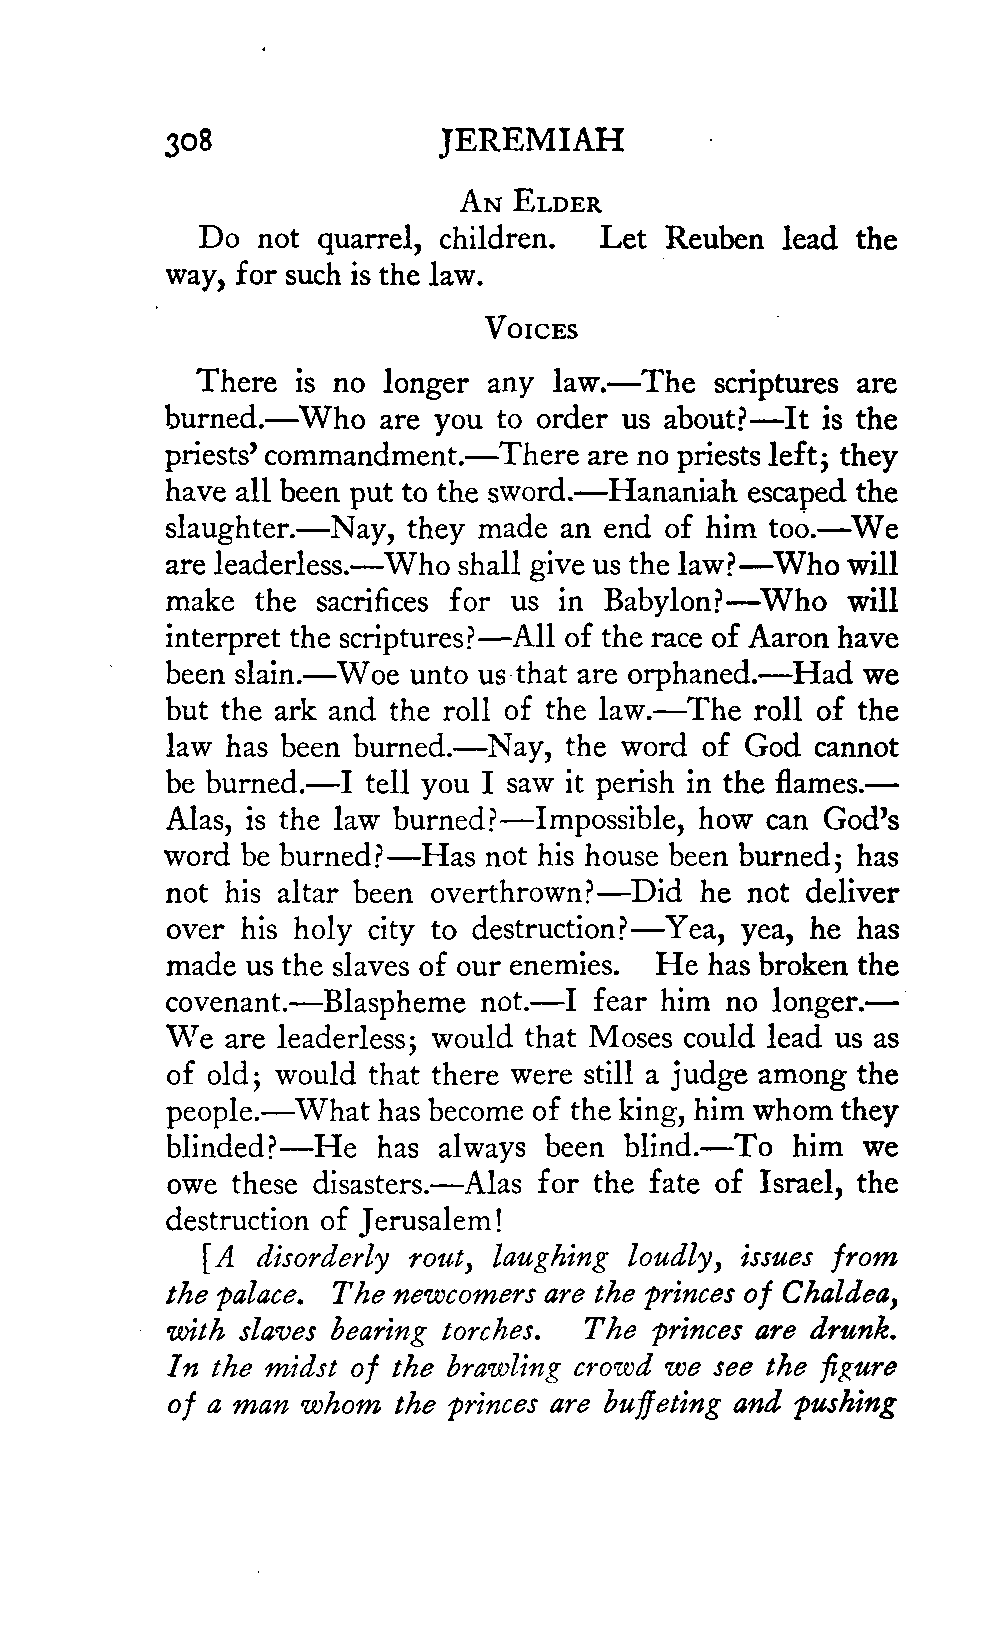 308 JEREMIAH
AN ELDER
Do not quarrel, children. Let Reuben lead the
way, for such is the law.
VOICES
There is no longer any law.—The scriptures are
burned.—Who are you to order us about?—It is the
priests' commandment.—There are no priests left; they
have all been put to the sword.—Hananiah escaped the
slaughter.—Nay, they made an end of him too.—We
are leaderless.—Who shall give us the law?—Who will
make the sacrifices for us in Babylon?—Who will
interpret the scriptures?—All of the race of Aaron have
been slain.—Woe unto us that are orphaned.—Had we
but the ark and the roll of the law.—The roll of the
law has been burned.—Nay, the word of God cannot
be burned.—I tell you I saw it perish in the flames.—
Alas, is the law burned?—Impossible, how can God's
word be burned?—Has not his house been burned; has
not his altar been overthrown?—Did he not deliver
over his holy city to destruction?—Yea, yea, he has
made us the slaves of our enemies. He has broken the
covenant.—Blaspheme not.—I fear him no longer.—
We are leaderless; would that Moses could lead us as
of old; would that there were still a judge among the
people.—What has become of the king, him whom they
blinded?—He has always been blind.—To him we
owe these disasters.—Alas for the fate of Israel, the
destruction of Jerusalem!
[A disorderly rout, laughing loudly, issues from
the palace. The newcomers are the princes of Chaldea,
with slaves bearing torches. The princes are drunk.
In the midst of the brawling crowd we see the figure
of a man whom the princes are buffeting and pushing